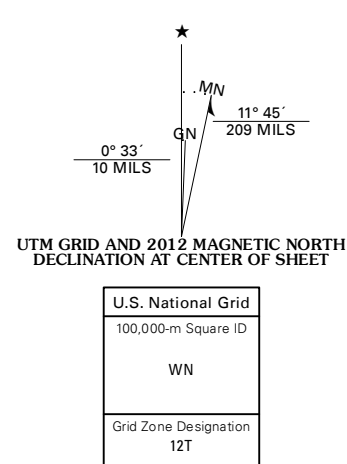 ★
MN
11° 45´
209 MILS
GN
0° 33´
10 MILS
UTM GRID AND 2012 MAGNETIC NORTH
DECLINATION AT CENTER OF SHEET
U.S. National Grid
100,000-m Square ID
WN
Grid Zone Designation
12T